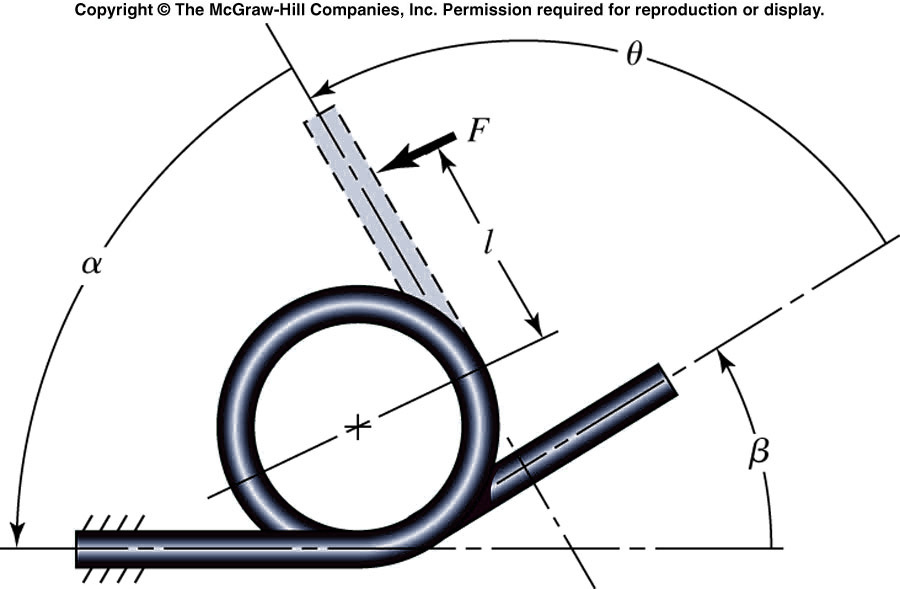 Copyright © The McGraw-Hill Companies, Inc. Permission required for reproduction or display.
θ
F
l
α
β